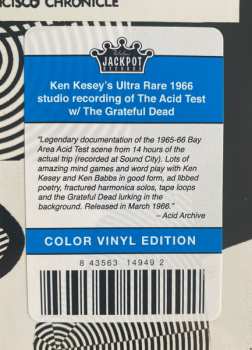 CISCO CHRONICLE
JACKPOT
RECORDS
Ken Kesey's Ultra Rare 1966
studio recording of The Acid Test
w/ The Grateful Dead
"Legendary documentation of the 1965-66 Bay
Area Acid Test scene from 14 hours of the
actual trip (recorded at Sound City). Lots of
amazing mind games and word play with Ken
Kesey and Ken Babbs in good form, ad libbed
poetry, fractured harmonica solos, tape loops
and the Grateful Dead lurking in the
background. Released in March 1966."
– Acid Archive
COLOR VINYL EDITION
8 43563 14949 2